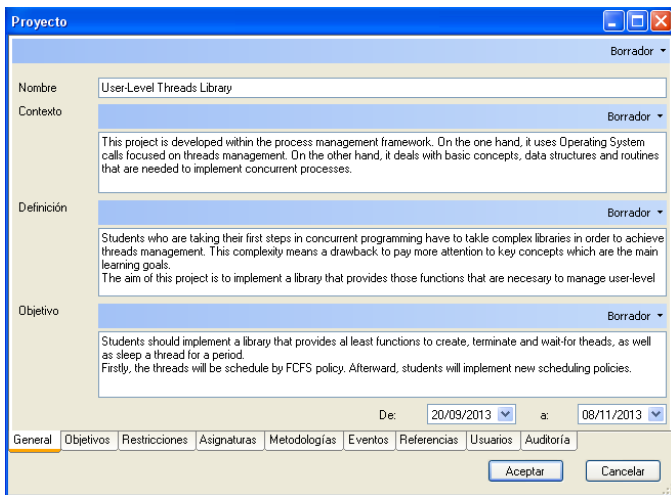 Proyecto
Borrador
Nombre
User-Level Threads Library
Contexto
Borrador
This project is developed within the process management framework. On the one hand, it uses Operating System
calls focused on threads management. On the other hand, it deals with basic concepts, data structures and routines
that are needed to implement concurrent processes.
Definición
Borrador
Students who are taking their first steps in concurrent programming have to takle complex libraries in order to achieve
threads management. This complexity means a drawback to pay more attention to key concepts which are the main
learning goals.
The aim of this project is to implement a library that provides those functions that are necesary to manage user-level
Objetivo
Borrador
Students should implement a library that provides al least functions to create, terminate and wait-for theads, as well
as sleep a thread for a period.
Firstly, the threads will be schedule by FCFS policy. Afterward, students will implement new scheduling policies.
De: 20/09/2013 a: 08/11/2013
General Objetivos Restricciones Asignaturas Metodologías Eventos Referencias Usuarios Auditoría
Aceptar Cancelar